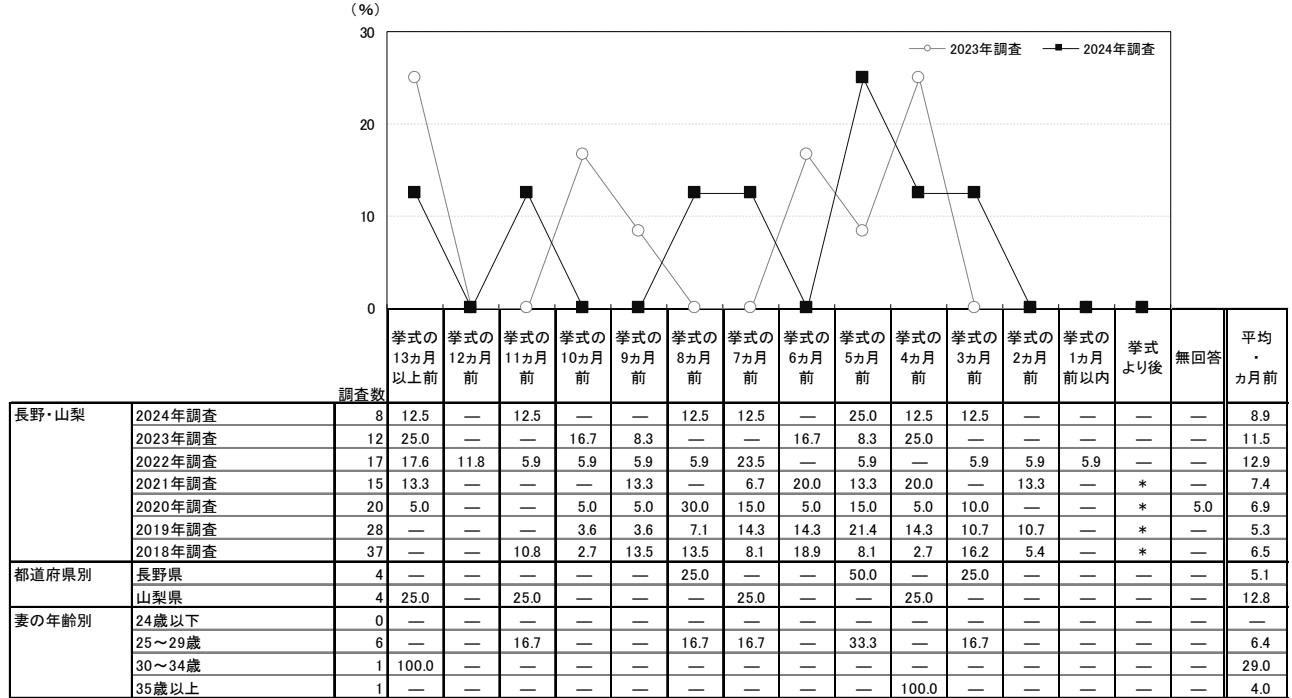 (%)
30
20
10
0
2023年調査 2024年調査
調査数 挙式の13ヵ月以上前 挙式の12ヵ月前 挙式の11ヵ月前 挙式の10ヵ月前 挙式の9ヵ月前 挙式の8ヵ月前 挙式の7ヵ月前 挙式の6ヵ月前 挙式の5ヵ月前 挙式の4ヵ月前 挙式の3ヵ月前 挙式の2ヵ月前 挙式の1ヵ月前以内 挙式より後 無回答 平均・ヵ月前
長野・山梨 2024年調査 8 12.5 — 12.5 — — 12.5 12.5 — 25.0 12.5 12.5 — — — — 8.9
2023年調査 12 25.0 — — 16.7 8.3 — — 16.7 8.3 25.0 — — — — — 11.5
2022年調査 17 17.6 11.8 5.9 5.9 5.9 5.9 23.5 — 5.9 — 5.9 5.9 5.9 — — 12.9
2021年調査 15 13.3 — — — 13.3 — 6.7 20.0 13.3 20.0 — 13.3 — * — 7.4
2020年調査 20 5.0 — — 5.0 5.0 30.0 15.0 5.0 15.0 5.0 10.0 — — * 5.0 6.9
2019年調査 28 — — — 3.6 3.6 7.1 14.3 14.3 21.4 14.3 10.7 10.7 — * — 5.3
2018年調査 37 — — 10.8 2.7 13.5 13.5 8.1 18.9 8.1 2.7 16.2 5.4 — * — 6.5
都道府県別 長野県 4 — — — — — 25.0 — — 50.0 — 25.0 — — — — 5.1
山梨県 4 25.0 — 25.0 — — — 25.0 — — 25.0 — — — — — 12.8
妻の年齢別 24歳以下 0 — — — — — — — — — — — — — — — —
25～29歳 6 — — 16.7 — — 16.7 16.7 — 33.3 — 16.7 — — — — 6.4
30～34歳 1 100.0 — — — — — — — — — — — — — — 29.0
35歳以上 1 — — — — — — — — — 100.0 — — — — — 4.0